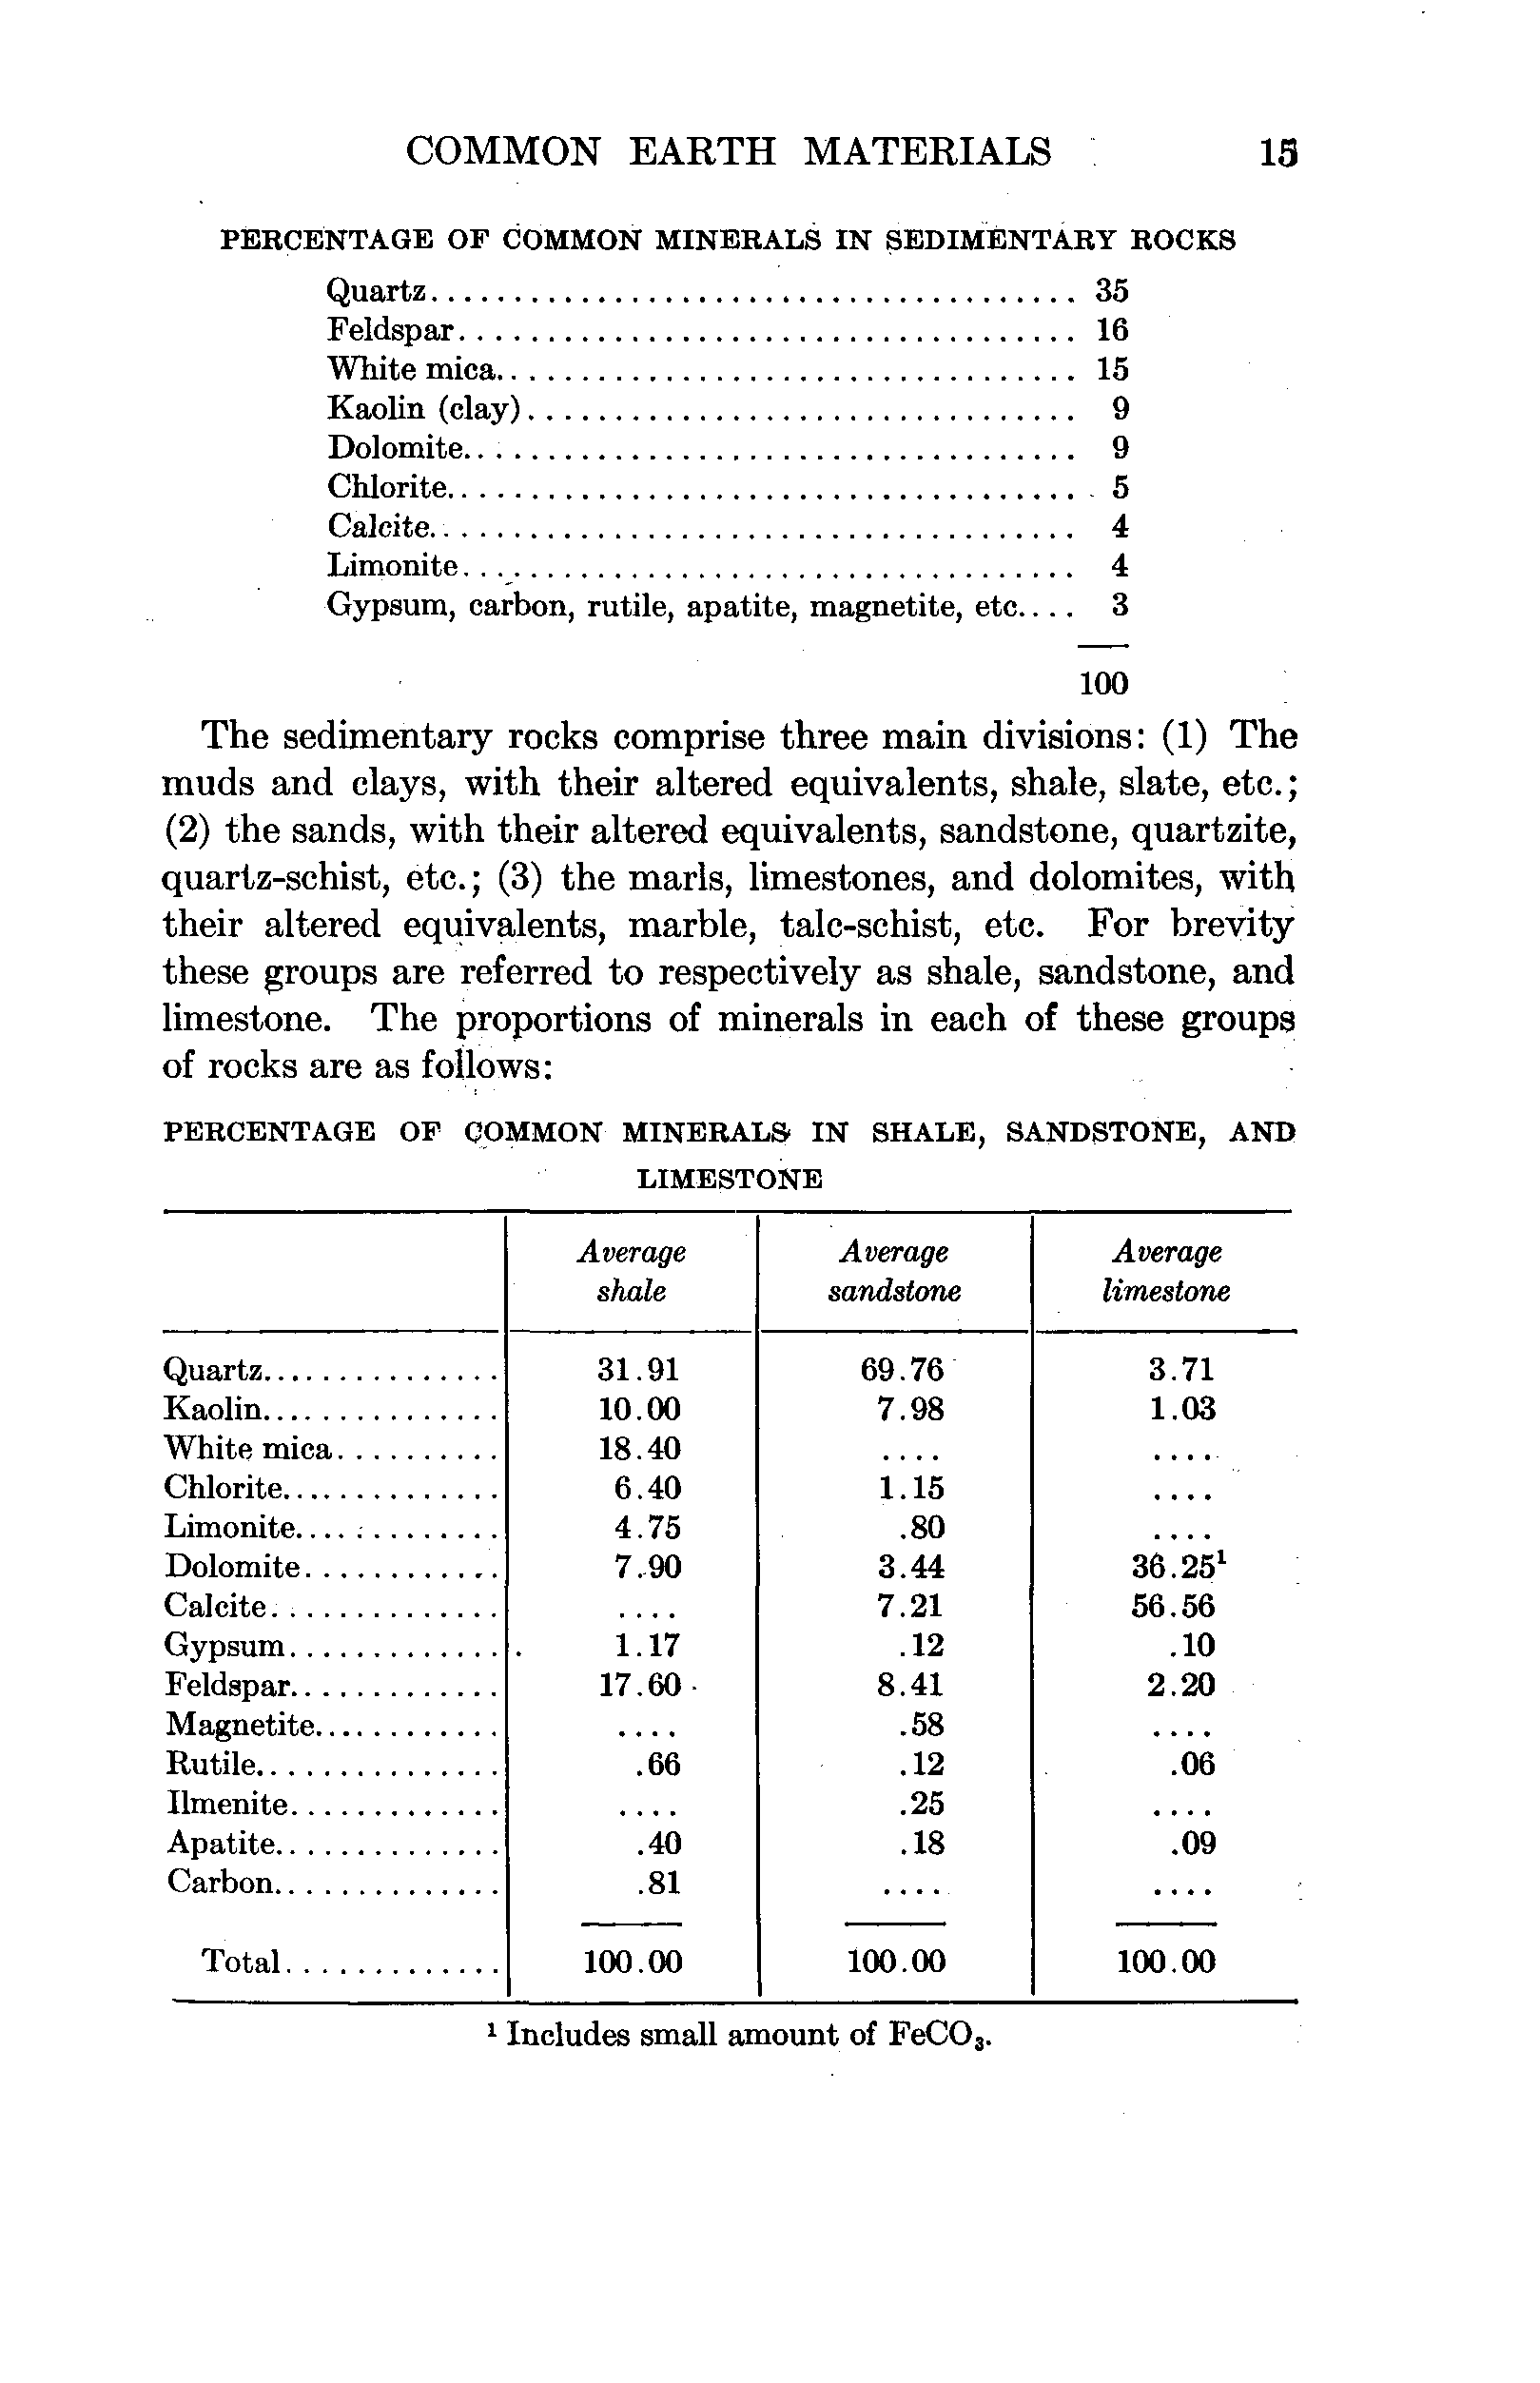 COMMON EARTH MATERIALS 15
PERCENTAGE OF COMMON MINERALS IN SEDIMENTARY ROCKS
Quartz........................................ 35
Feldspar...................................... 16
White mica................................... 15
Kaolin (clay)................................. 9
Dolomite..................................... 9
Chlorite...................................... 5
Calcite....................................... 4
Limonite..................................... 4
Gypsum, carbon, rutile, apatite, magnetite, etc.... 3
100
The sedimentary rocks comprise three main divisions: (1) The
muds and clays, with their altered equivalents, shale, slate, etc.;
(2) the sands, with their altered equivalents, sandstone, quartzite,
quartz-schist, etc.; (3) the marls, limestones, and dolomites, with
their altered equivalents, marble, talc-schist, etc. For brevity
these groups are referred to respectively as shale, sandstone, and
limestone. The proportions of minerals in each of these groups
of rocks are as follows:
PERCENTAGE OF COMMON MINERALS IN SHALE, SANDSTONE, AND
LIMESTONE
Average Average Average
shale sandstone limestone
Quartz............... 31.91 69.76 3.71
Kaolin............... 10.00 7.98 1.03
White mica.......... 18.40 .... ....
Chlorite.............. 6.40 1.15 ....
Limonite............. 4.75 .80 ....
Dolomite............ 7.90 3.44 36.25¹
Calcite.............. .... 7.21 56.56
Gypsum............. 1.17 .12 .10
Feldspar............. 17.60 8.41 2.20
Magnetite............ .... .58 ....
Rutile............... .66 .12 .06
Ilmenite............. .... .25 ....
Apatite.............. .40 .18 .09
Carbon.............. .81 .... ....
Total............. 100.00 100.00 100.00
¹ Includes small amount of FeCO₃.